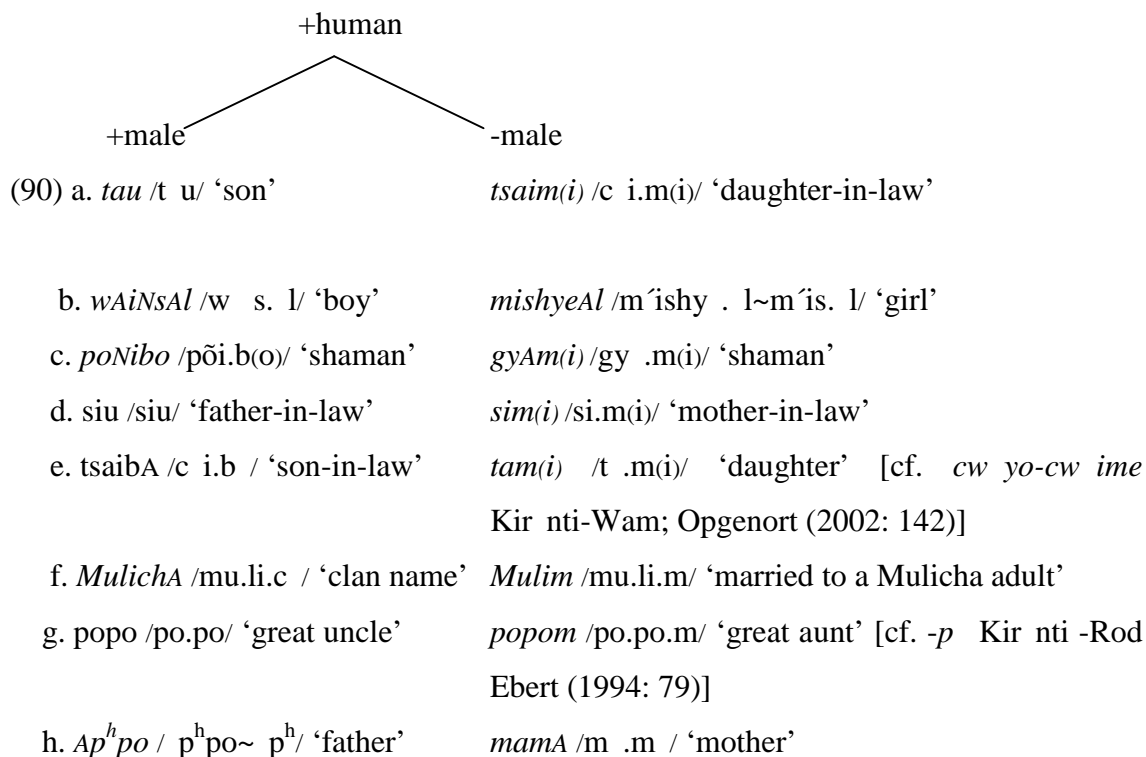 +human
+male -male
(90) a. tau /t u/ ‘son’ tsaim(i) /c i.m(i)/ ‘daughter-in-law’
b. wAiNsAl /w s. l/ ‘boy’ mishyeAl /m´ishy . l~m´is. l/ ‘girl’
c. poNibo /põi.b(o)/ ‘shaman’ gyAm(i) /gy .m(i)/ ‘shaman’
d. siu /siu/ ‘father-in-law’ sim(i) /si.m(i)/ ‘mother-in-law’
e. tsaibA /c i.b / ‘son-in-law’ tam(i) /t .m(i)/ ‘daughter’ [cf. cw yo-cw ime
Kir nti-Wam; Opgenort (2002: 142)]
f. MulichA /mu.li.c / ‘clan name’ Mulim /mu.li.m/ ‘married to a Mulicha adult’
g. popo /po.po/ ‘great uncle’ popom /po.po.m/ ‘great aunt’ [cf. -p Kir nti -Rod
Ebert (1994: 79)]
h. Apʰpo / pʰpo~ pʰ/ ‘father’ mamA /m .m / ‘mother’